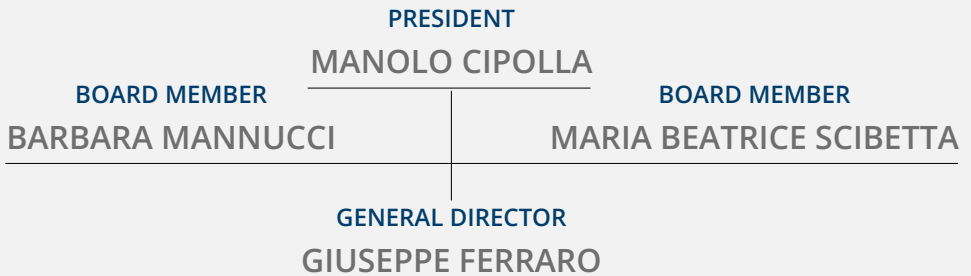 PRESIDENT
MANOLO CIPOLLA
BOARD MEMBER
BARBARA MANNUCCI
BOARD MEMBER
MARIA BEATRICE SCIBETTA
GENERAL DIRECTOR
GIUSEPPE FERRARO